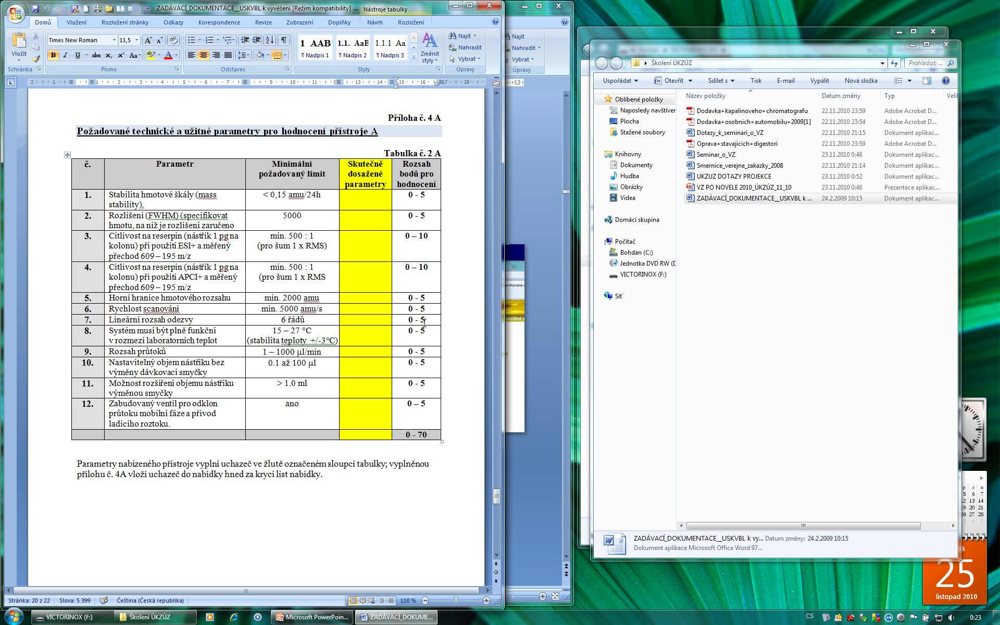 ZADÁVACÍ_DOKUMENTACE__USKVBL k vyvěšení [Režim kompatibility] ...
Nástroje tabulky
Domů
Vložení
Rozložení stránky
Odkazy
Korespondence
Revize
Zobrazení
Doplňky
Návrh
Rozložení
Vložit
Schránka
Times New Roman
11,5
Písmo
Odstavec
1 AAB
¶ Nadpis 1
1.1. AaB
¶ Nadpis 2
1.1.1 Aa
¶ Nadpis 3
Změnit styly
Styly
Najít
Nahradit
Vybrat
Úpravy
Najít
Nahradit
Vybrat
Úpravy
Příloha č. 4 A
Požadované technické a užitné parametry pro hodnocení přístroje A
Tabulka č. 2 A
č.
Parametr
Minimální požadovaný limit
Skutečně dosažené parametry
Rozsah bodů pro hodnocení
1.
Stabilita hmotové škály (mass
stability),
< 0,15 amu/24h
0 - 5
2.
Rozlišení (FWHM) (specifikovat
hmotu, na níž je rozlišení zaručeno
5000
0 - 5
3.
Citlivost na reserpin (nástřik 1 pg na
kolonu) při použití ESI+ a měřený
přechod 609 – 195 m/z
min. 500 : 1
(pro šum 1 x RMS)
0 – 10
4.
Citlivost na reserpin (nástřik 1 pg na
kolonu) při použití APCI+ a měřený
přechod 609 – 195 m/z
min. 500 : 1
(pro šum 1 x RMS
0 – 10
5.
Horní hranice hmotového rozsahu
min. 2000 amu
0 - 5
6.
Rychlost scanování
min. 5000 amu/s
0 - 5
7.
Lineární rozsah odezvy
6 řádů
0 - 5
8.
Systém musí být plně funkční
v rozmezí laboratorních teplot
15 – 27 °C
(stabilita teploty +/-3°C)
0 - 5
9.
Rozsah průtoků
1 – 1000 µl/min
0 - 5
10.
Nastavitelný objem nástřiku bez
výměny dávkovací smyčky
0.1 až 100 µl
0 - 5
11.
Možnost rozšíření objemu nástřiku
výměnou smyčky
> 1.0 ml
0 - 5
12.
Zabudovaný ventil pro odklon
průtoku mobilní fáze a přívod
ladicího roztoku.
ano
0 – 5
0 - 70
Parametry nabízeného přístroje vyplní uchazeč ve žlutě označeném sloupci tabulky; vyplněnou
přílohu č. 4A vloží uchazeč do nabídky hned za krycí list nabídky.
Stránka: 20 z 22
Slova: 5 399
Čeština (Česká republika)
110 %
Školení ÚKZÚZ
Prohledat: ...
Uspořádat
Otevřít
Sdílet s
Tisk
E-mail
Vypálit
Nová složka
Oblíbené položky
Naposledy navštíven
Plocha
Stažené soubory
Knihovny
Dokumenty
Hudba
Obrázky
Videa
Domácí skupina
Počítač
Bohdan (C:)
Jednotka DVD RW (D
VICTORINOX (F:)
Síť
Název položky
Datum změny
Typ
Veli
Dodavka+kapalinoveho+chromatografu 22.11.2010 23:59 Adobe Acrobat D...
Dodavka+osobnich+automobilu+2009[1] 22.11.2010 23:54 Adobe Acrobat D...
Dotazy_k_seminari_o_VZ 22.11.2010 21:15 Dokument aplikac...
Oprava+stavajicich+digestori 22.11.2010 23:59 Adobe Acrobat D...
Seminar_o_VZ 23.11.2010 0:46 Dokument aplikac...
Smernice_verejne_zakazky_2008 22.11.2010 21:14 Dokument aplikac...
UKZUZ DOTAZY PROJEKCE 23.11.2010 0:52 Dokument aplikac...
VZ PO NOVELE 2010_ÚKZÚZ_11_10 23.11.2010 0:46 Prezentace aplikac...
ZADÁVACÍ_DOKUMENTACE__USKVBL k ... 24.2.2009 10:15 Dokument aplikac...
ZADÁVACÍ_DOKUMENTACE__USKVBL k vy... Datum změny: 24.2.2009 10:15
Dokument aplikace Microsoft Office Word 97...
p s n
5 6 7
12 13 14
19 20 21
26 27 28
3 4 5
k
25
listopad 2010
VICTORINOX (F:)
Školení ÚKZÚZ
Microsoft PowerPoin...
ZADÁVACÍ_DOKUME...
CS
0:23